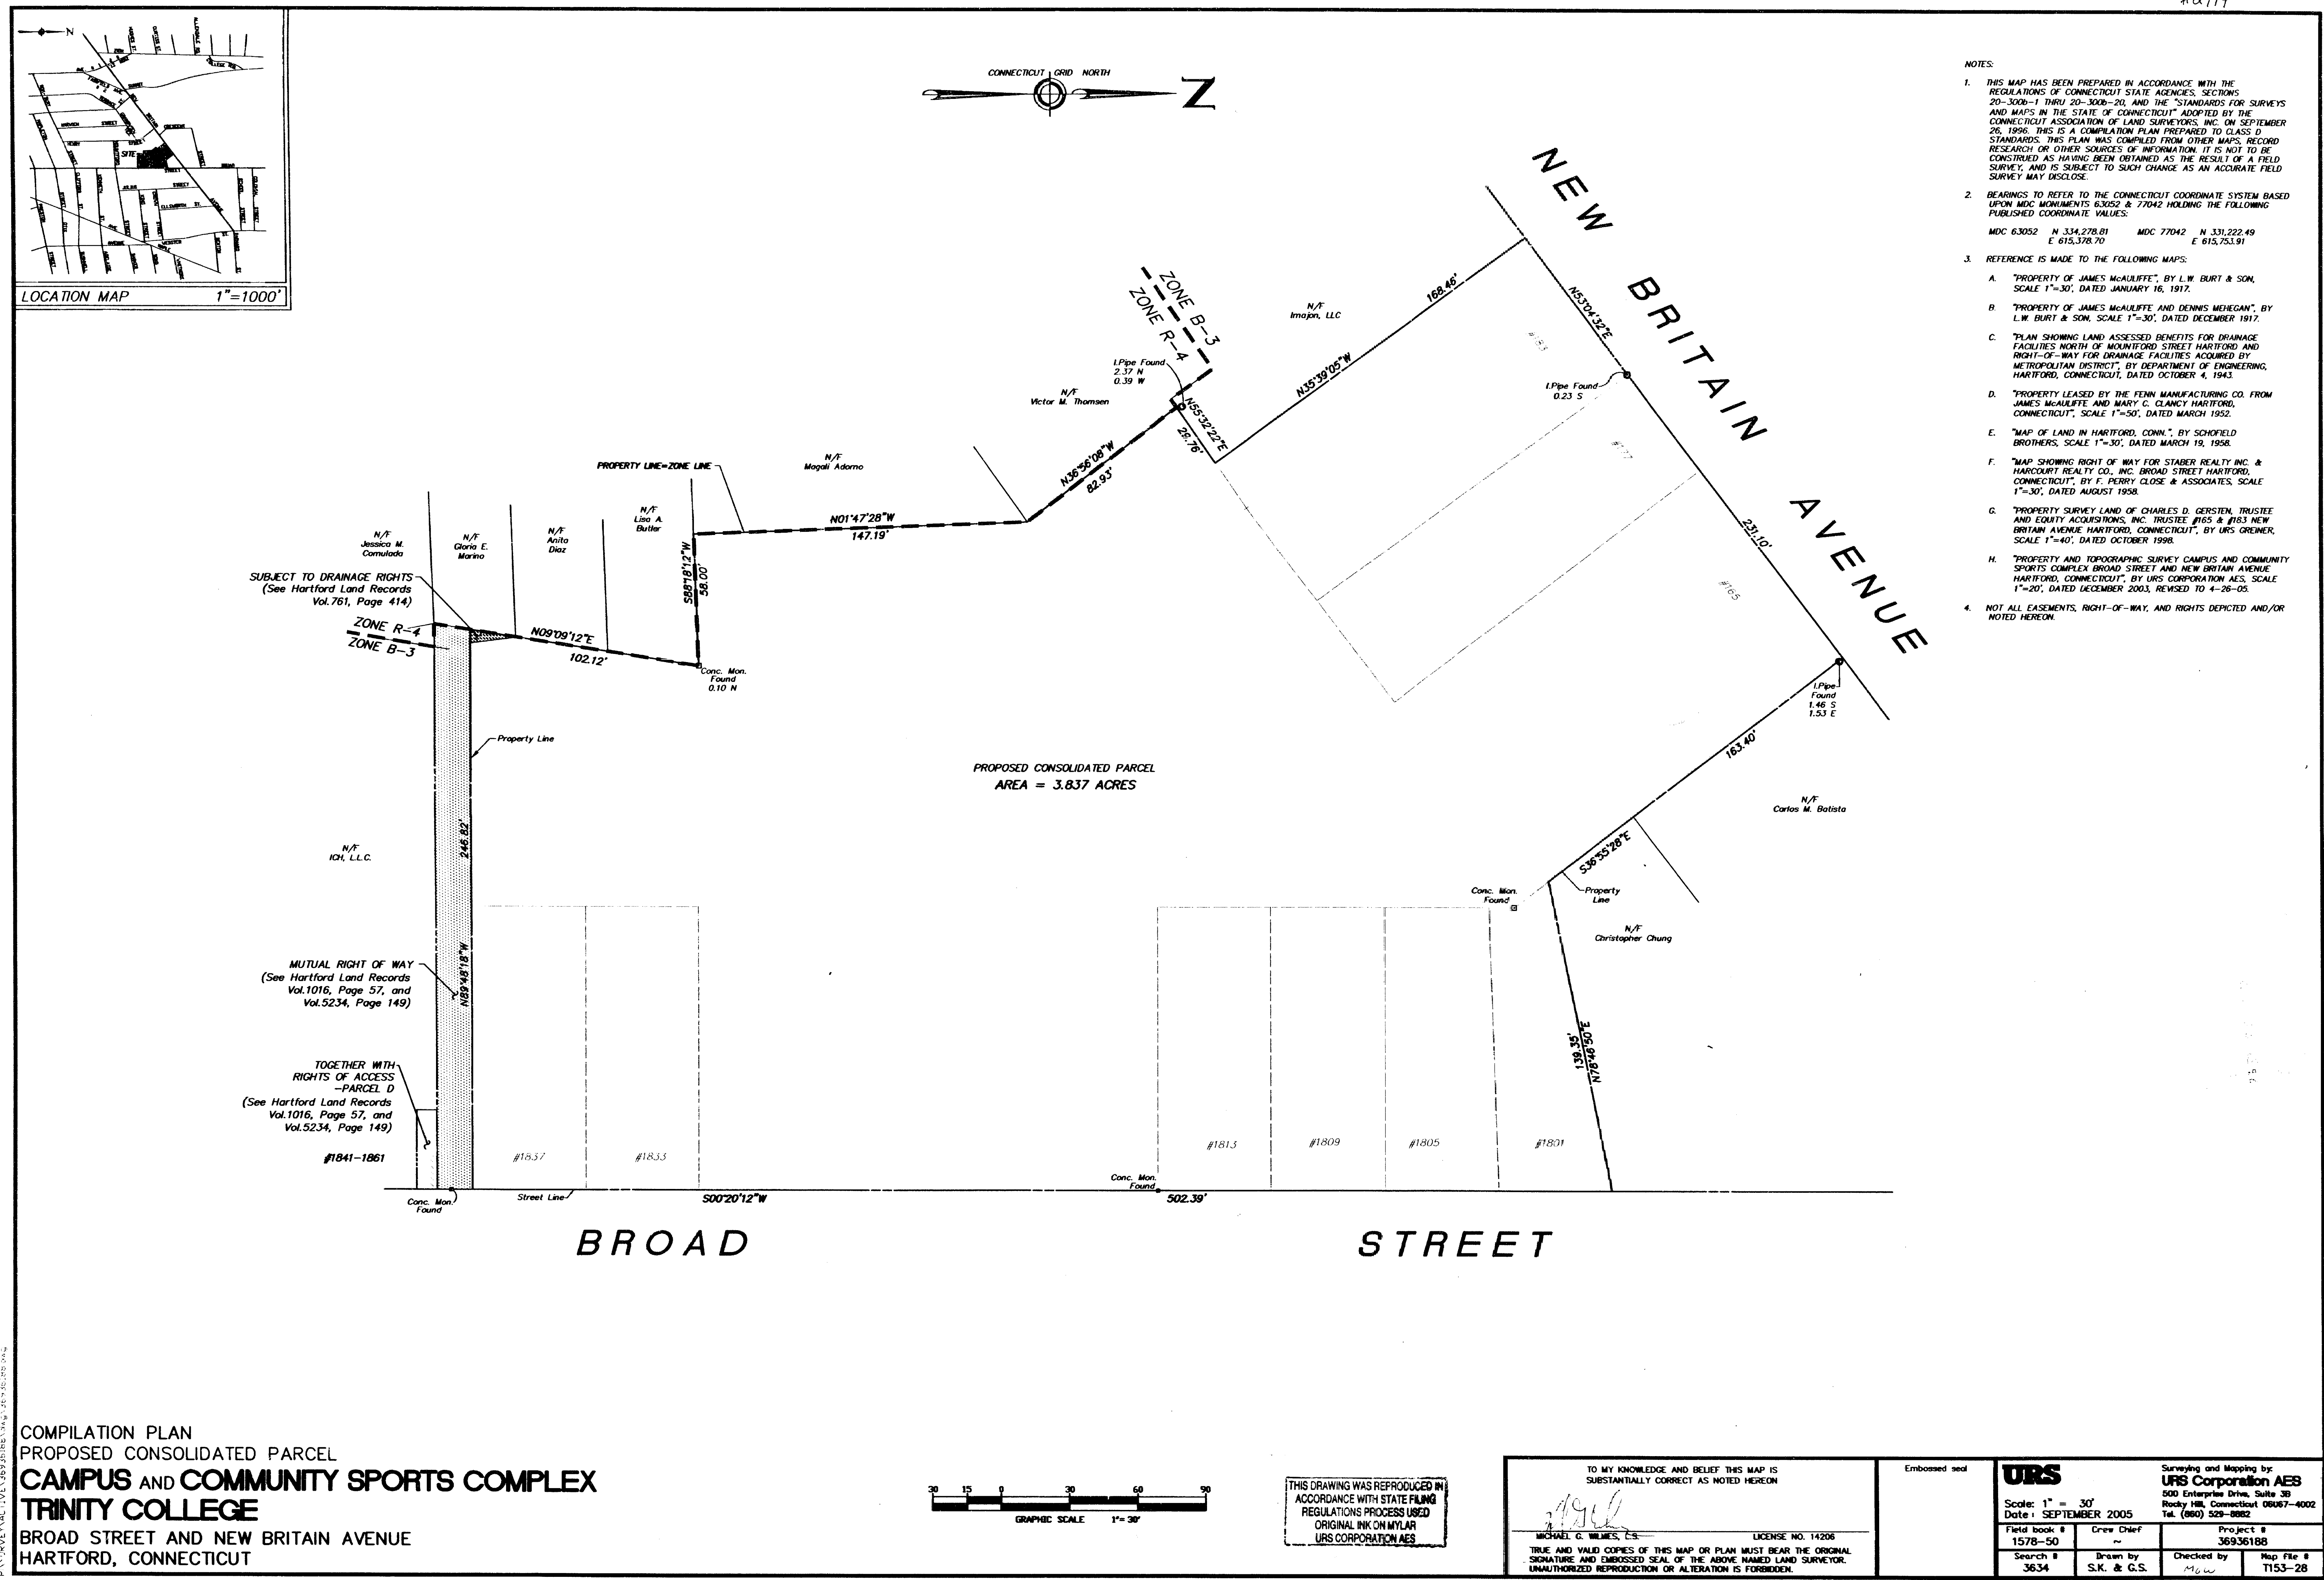 N
SITE
LOCATION MAP 1"=1000'
CONNECTICUT GRID NORTH
N
NOTES:
1. THIS MAP HAS BEEN PREPARED IN ACCORDANCE WITH THE
REGULATIONS OF CONNECTICUT STATE AGENCIES, SECTIONS
20-300b-1 THRU 20-300b-20, AND THE "STANDARDS FOR SURVEYS
AND MAPS IN THE STATE OF CONNECTICUT" ADOPTED BY THE
CONNECTICUT ASSOCIATION OF LAND SURVEYORS, INC. ON SEPTEMBER
26, 1996. THIS IS A COMPILATION PLAN PREPARED TO CLASS D
STANDARDS. THIS PLAN WAS COMPILED FROM OTHER MAPS, RECORD
RESEARCH OR OTHER SOURCES OF INFORMATION. IT IS NOT TO BE
CONSTRUED AS HAVING BEEN OBTAINED AS THE RESULT OF A FIELD
SURVEY, AND IS SUBJECT TO SUCH CHANGE AS AN ACCURATE FIELD
SURVEY MAY DISCLOSE.
2. BEARINGS TO REFER TO THE CONNECTICUT COORDINATE SYSTEM BASED
UPON MDC MONUMENTS 63052 & 77042 HOLDING THE FOLLOWING
PUBLISHED COORDINATE VALUES:
MDC 63052 N 334,278.81 MDC 77042 N 331,222.49
E 615,378.70 E 615,753.91
3. REFERENCE IS MADE TO THE FOLLOWING MAPS:
A. "PROPERTY OF JAMES McAULIFFE", BY L.W. BURT & SON,
SCALE 1"=30', DATED JANUARY 16, 1917.
B. "PROPERTY OF JAMES McAULIFFE AND DENNIS MEHEGAN", BY
L.W. BURT & SON, SCALE 1"=30', DATED DECEMBER 1917.
C. "PLAN SHOWING LAND ASSESSED BENEFITS FOR DRAINAGE
FACILITIES NORTH OF MOUNTFORD STREET HARTFORD AND
RIGHT-OF-WAY FOR DRAINAGE FACILITIES ACQUIRED BY
METROPOLITAN DISTRICT", BY DEPARTMENT OF ENGINEERING,
HARTFORD, CONNECTICUT, DATED OCTOBER 4, 1943.
D. "PROPERTY LEASED BY THE FENN MANUFACTURING CO. FROM
JAMES McAULIFFE AND MARY C. CLANCY HARTFORD,
CONNECTICUT", SCALE 1"=50', DATED MARCH 1952.
E. "MAP OF LAND IN HARTFORD, CONN.", BY SCHOFIELD
BROTHERS, SCALE 1"=30', DATED MARCH 19, 1958.
F. "MAP SHOWING RIGHT OF WAY FOR STABER REALTY INC. &
HARCOURT REALTY CO., INC. BROAD STREET HARTFORD,
CONNECTICUT", BY F. PERRY CLOSE & ASSOCIATES, SCALE
1"=30', DATED AUGUST 1958.
G. "PROPERTY SURVEY LAND OF CHARLES D. GERSTEN, TRUSTEE
AND EQUITY ACQUISITIONS, INC. TRUSTEE #165 & #183 NEW
BRITAIN AVENUE HARTFORD, CONNECTICUT", BY URS GREINER,
SCALE 1"=40', DATED OCTOBER 1998.
H. "PROPERTY AND TOPOGRAPHIC SURVEY CAMPUS AND COMMUNITY
SPORTS COMPLEX BROAD STREET AND NEW BRITAIN AVENUE
HARTFORD, CONNECTICUT", BY URS CORPORATION AES, SCALE
1"=20', DATED DECEMBER 2003, REVISED TO 4-26-05.
4. NOT ALL EASEMENTS, RIGHT-OF-WAY, AND RIGHTS DEPICTED AND/OR
NOTED HEREON.
NEW BRITAIN AVENUE
ZONE B-3
ZONE R-4
N/F
Imajon, LLC
168.46'
N35°39'05"W
N53°04'32"E
231.10'
#183
#177
#165
I.Pipe Found
2.37 N
0.39 W
I.Pipe Found
0.23 S
N55°32'22"E
29.76'
N/F
Victor M. Thomsen
N36°56'08"W
82.93'
PROPERTY LINE=ZONE LINE
N/F
Magali Adorno
N01°47'28"W
147.19'
N/F
Lisa A.
Butler
N/F
Anita
Diaz
N/F
Gloria E.
Marino
N/F
Jessica M.
Comulada
S88°18'12"W
58.00'
SUBJECT TO DRAINAGE RIGHTS
(See Hartford Land Records
Vol.761, Page 414)
ZONE R-4
ZONE B-3
N09°09'12"E
102.12'
Conc. Mon.
Found
0.10 N
I.Pipe
Found
1.46 S
1.53 E
Property Line
PROPOSED CONSOLIDATED PARCEL
AREA = 3.837 ACRES
163.40'
S36°55'28"E
N/F
Carlos M. Batista
N/F
ICH, L.L.C.
246.82'
N89°48'18"W
Conc. Mon.
Found
Property
Line
N/F
Christopher Chung
MUTUAL RIGHT OF WAY
(See Hartford Land Records
Vol.1016, Page 57, and
Vol.5234, Page 149)
139.35'
N78°46'50"E
TOGETHER WITH
RIGHTS OF ACCESS
-PARCEL D
(See Hartford Land Records
Vol.1016, Page 57, and
Vol.5234, Page 149)
#1841-1861
#1837
#1833
#1813
#1809
#1805
#1801
Conc. Mon.
Found
Street Line
S00°20'12"W
Conc. Mon.
Found
502.39'
BROAD STREET
COMPILATION PLAN
PROPOSED CONSOLIDATED PARCEL
CAMPUS AND COMMUNITY SPORTS COMPLEX
TRINITY COLLEGE
BROAD STREET AND NEW BRITAIN AVENUE
HARTFORD, CONNECTICUT
30 15 0 30 60 90
GRAPHIC SCALE 1"= 30'
THIS DRAWING WAS REPRODUCED IN
ACCORDANCE WITH STATE FILING
REGULATIONS PROCESS USED
ORIGINAL INK ON MYLAR
URS CORPORATION AES
TO MY KNOWLEDGE AND BELIEF THIS MAP IS
SUBSTANTIALLY CORRECT AS NOTED HEREON
MICHAEL G. WILMES, L.S. LICENSE NO. 14206
TRUE AND VALID COPIES OF THIS MAP OR PLAN MUST BEAR THE ORIGINAL
SIGNATURE AND EMBOSSED SEAL OF THE ABOVE NAMED LAND SURVEYOR.
UNAUTHORIZED REPRODUCTION OR ALTERATION IS FORBIDDEN.
Embossed seal
URS
Surveying and Mapping by:
URS Corporation AES
500 Enterprise Drive, Suite 3B
Rocky Hill, Connecticut 06067-4002
Tel. (860) 529-8882
Scale: 1" = 30'
Date: SEPTEMBER 2005
Field book # Crew Chief Project #
1578-50 ~ 36936188
Search # Drawn by Checked by Map File #
3634 S.K. & G.S. MGW T153-28